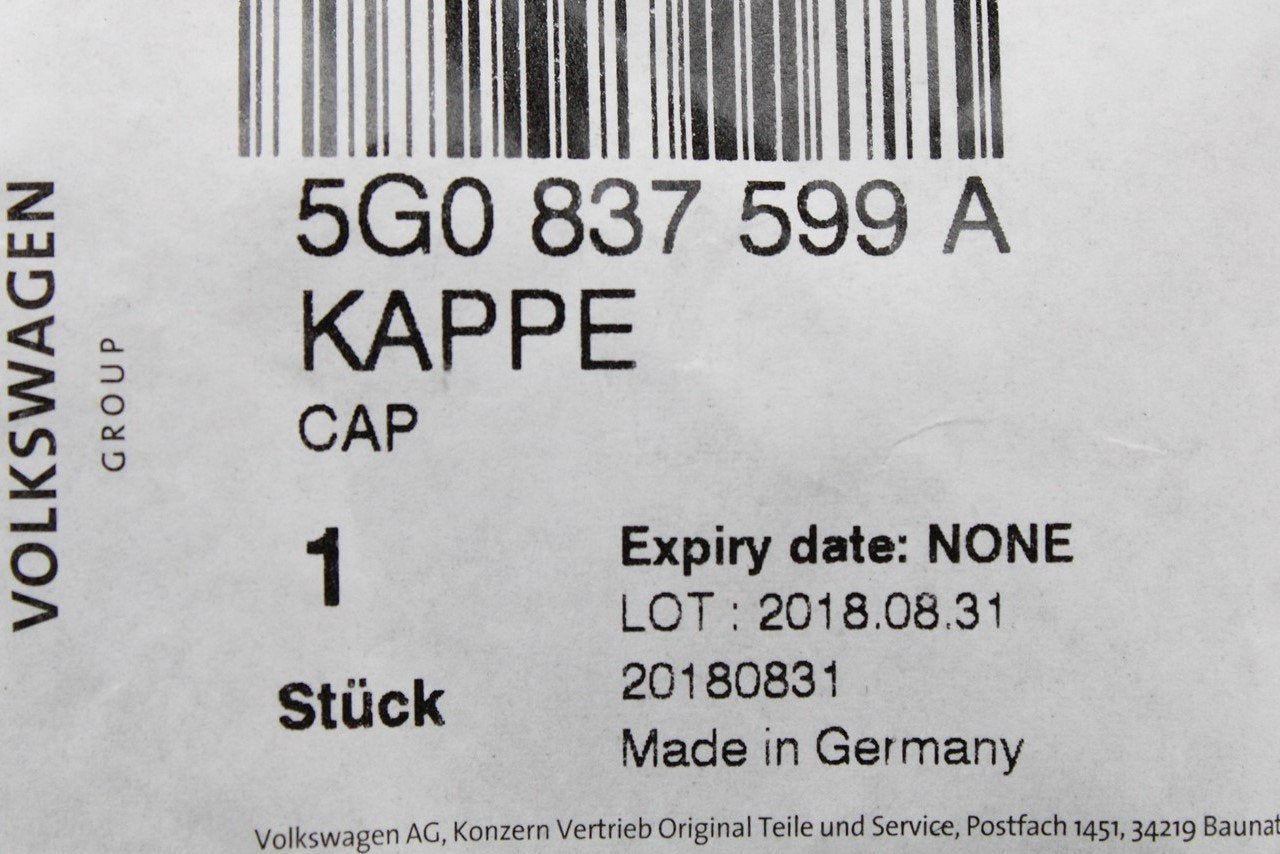 5G0 837 599 A
KAPPE
CAP
1
Stück
Expiry date: NONE
LOT : 2018.08.31
20180831
Made in Germany
VOLKSWAGEN
GROUP
Volkswagen AG, Konzern Vertrieb Original Teile und Service, Postfach 1451, 34219 Baunat